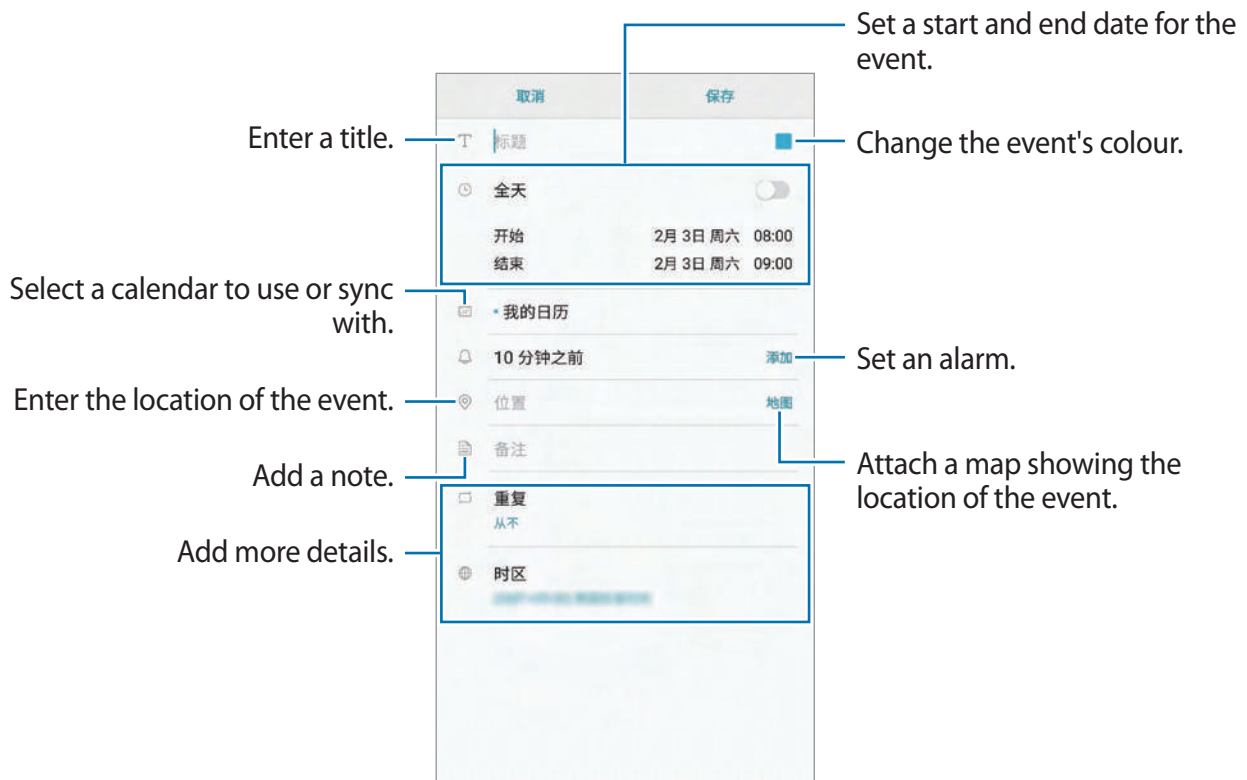 Set a start and end date for the
event.
取消 保存
Enter a title.
标题
Change the event's colour.
全天
开始 2月 3日 周六 08:00
结束 2月 3日 周六 09:00
Select a calendar to use or sync
with.
我的日历
10 分钟之前 添加
Set an alarm.
Enter the location of the event.
位置 地图
Add a note.
备注
Attach a map showing the
location of the event.
重复
从不
Add more details.
时区